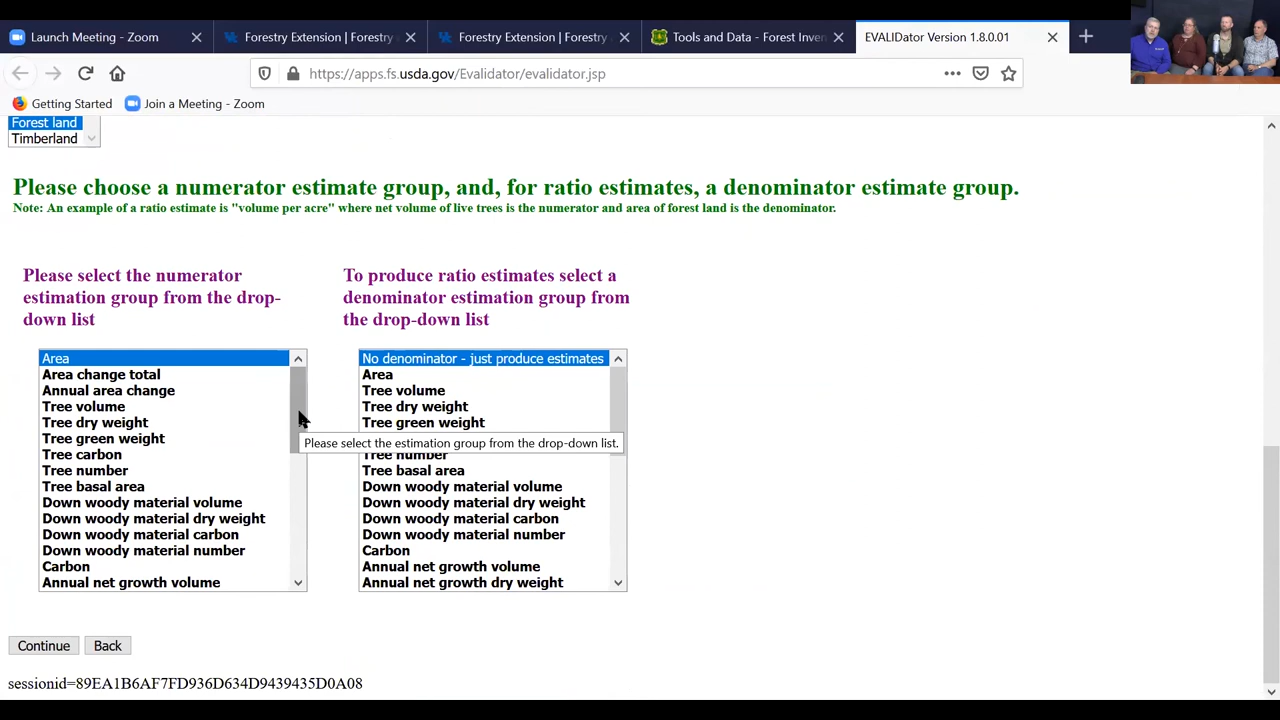 Launch Meeting - Zoom
Forestry Extension | Forestry
Forestry Extension | Forestry
Tools and Data - Forest Inven
EVALIDator Version 1.8.0.01
https://apps.fs.usda.gov/Evalidator/evalidator.jsp
Getting Started
Join a Meeting - Zoom
Forest land
Timberland
Please choose a numerator estimate group, and, for ratio estimates, a denominator estimate group.
Note: An example of a ratio estimate is "volume per acre" where net volume of live trees is the numerator and area of forest land is the denominator.
Please select the numerator
estimation group from the drop-
down list
To produce ratio estimates select a
denominator estimation group from
the drop-down list
Area
Area change total
Annual area change
Tree volume
Tree dry weight
Tree green weight
Tree carbon
Tree number
Tree basal area
Down woody material volume
Down woody material dry weight
Down woody material carbon
Down woody material number
Carbon
Annual net growth volume
No denominator - just produce estimates
Area
Tree volume
Tree dry weight
Tree green weight
Please select the estimation group from the drop-down list.
Tree number
Tree basal area
Down woody material volume
Down woody material dry weight
Down woody material carbon
Down woody material number
Carbon
Annual net growth volume
Annual net growth dry weight
Continue
Back
sessionid=89EA1B6AF7FD936D634D9439435D0A08